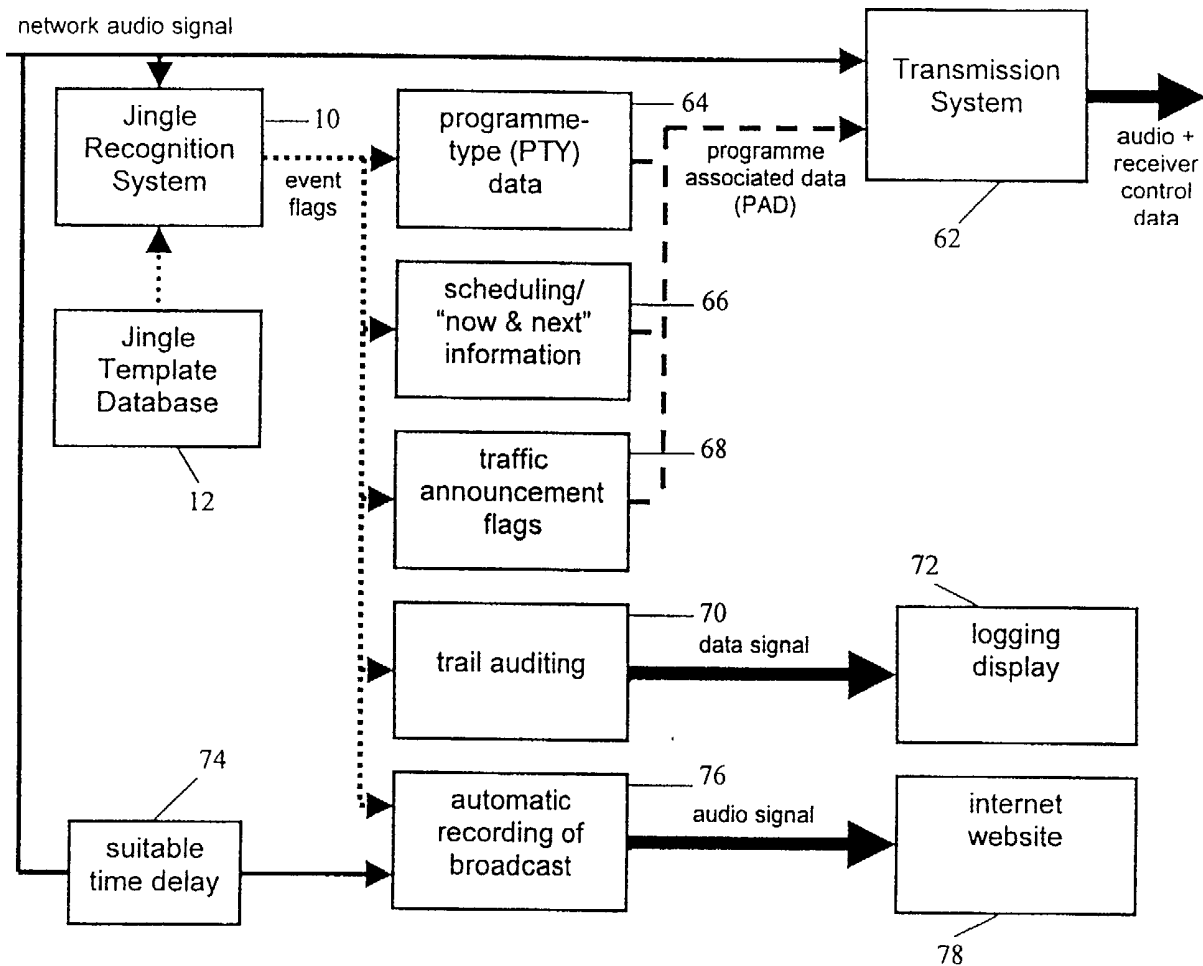 network audio signal
Jingle
Recognition
System
10
event
flags
Jingle
Template
Database
12
programme-
type (PTY)
data
64
programme
associated data
(PAD)
Transmission
System
62
audio +
receiver
control
data
scheduling/
“now & next”
information
66
traffic
announcement
flags
68
trail auditing
70
data signal
logging
display
72
suitable
time delay
74
automatic
recording of
broadcast
76
audio signal
internet
website
78